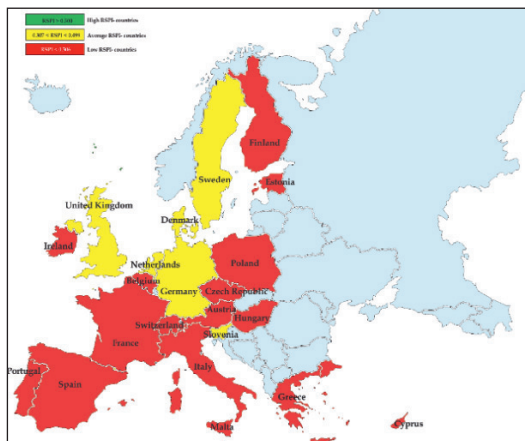 High RSPS- countries
Average RSPS- countries
Low RSPS- countries
Finland
Sweden
Estonia
United Kingdom
Denmark
Ireland
Netherlands
Poland
Belgium
Germany
Czech Republic
Austria
Switzerland
Hungary
France
Slovenia
Portugal
Spain
Italy
Greece
Malta
Cyprus